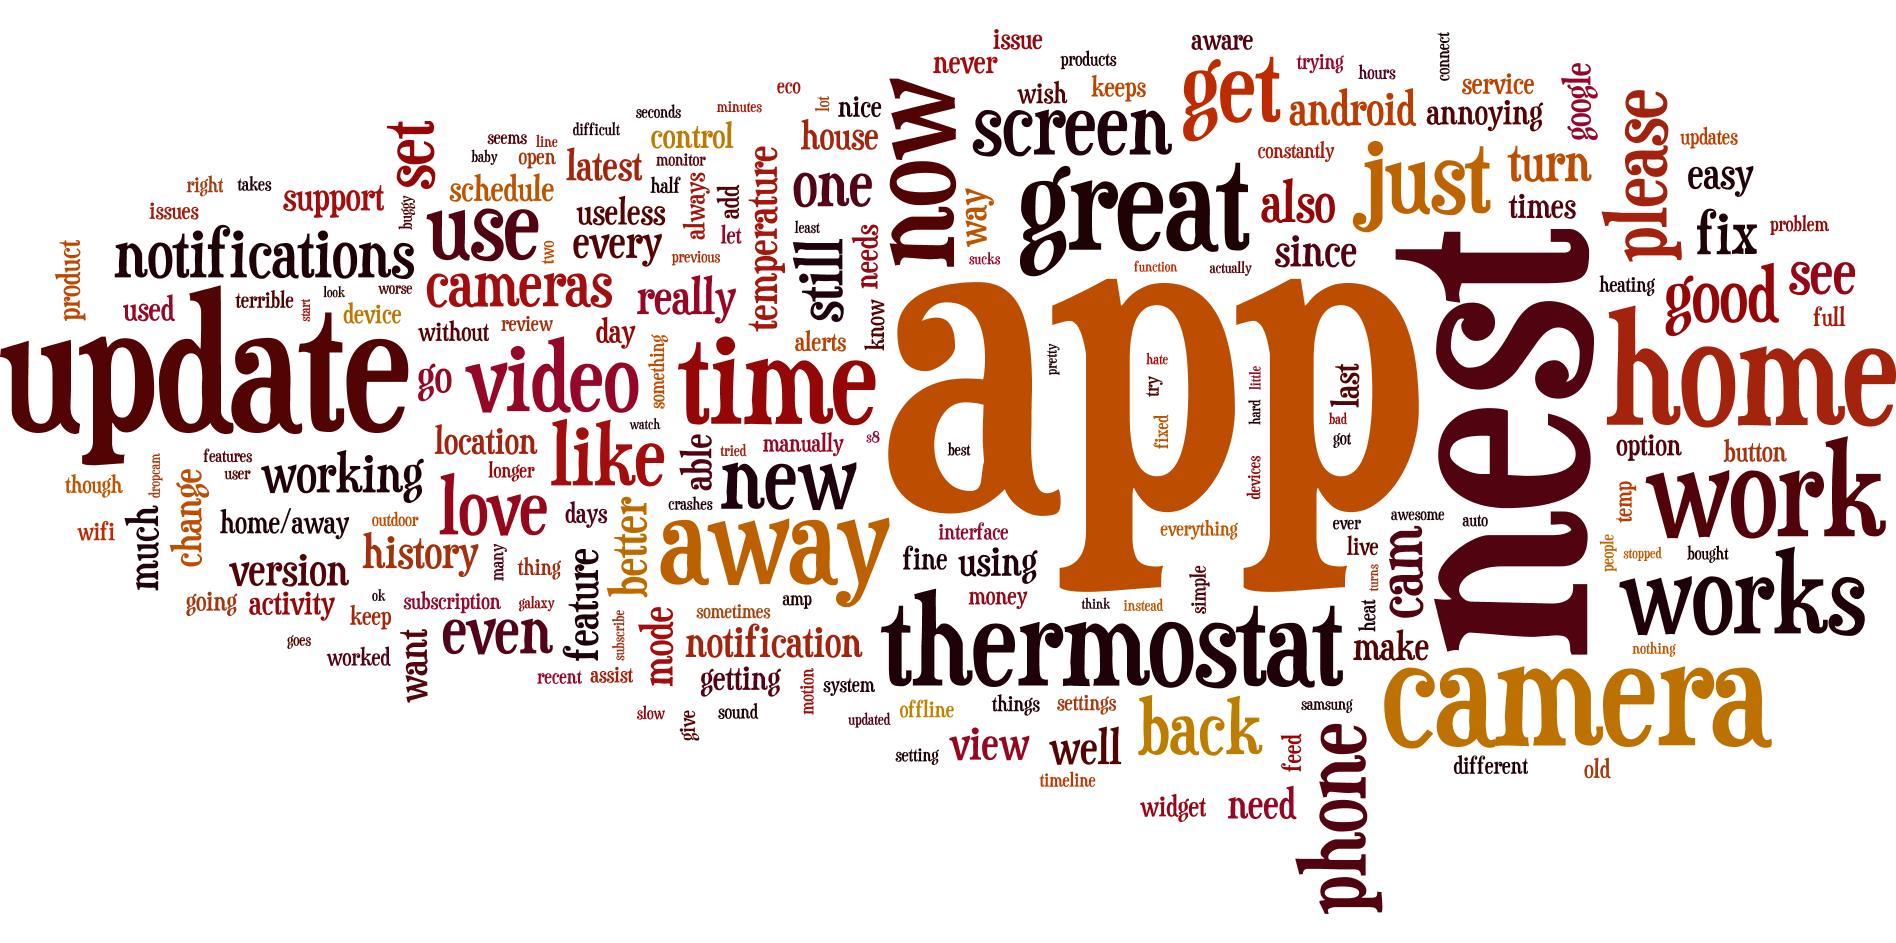 issue
aware
never
products
trying
connect
hours
service
google
eco
wish
keeps
get
android
annoying
please
updates
seconds
minutes
lot
nice
now
screen
constantly
just
turn
easy
set
seems
line
difficult
control
house
baby
open
latest
monitor
temperature
one
great
also
times
fix
problem
right
takes
support
schedule
half
always
add
way
since
issues
buggy
use
useless
every
let
least
still
needs
sucks
function
actually
nest
heating
good
see
full
product
notifications
two
previous
cameras
really
know
used
terrible
start
look
worse
device
without
review
day
something
alerts
app
pretty
hate
try
little
last
home
update
go
video
time
fixed
hard
bad
got
best
devices
location
like
watch
able
tried
manually
s8
new
option
button
work
though
dropcam
features
user
working
longer
love
crashes
days
better
away
interface
everything
ever
awesome
auto
temp
wifi
much
change
home/away
outdoor
history
many
thing
feature
fine
using
live
cam
people
stopped
bought
works
version
going
activity
ok
keep
subscription
galaxy
subscribe
mode
sometimes
amp
money
think
instead
simple
turns
heat
goes
worked
want
even
notification
thermostat
make
nothing
recent
assist
getting
motion
system
camera
slow
give
sound
updated
offline
things
settings
back
samsung
phone
setting
view
well
feed
different
old
timeline
widget
need